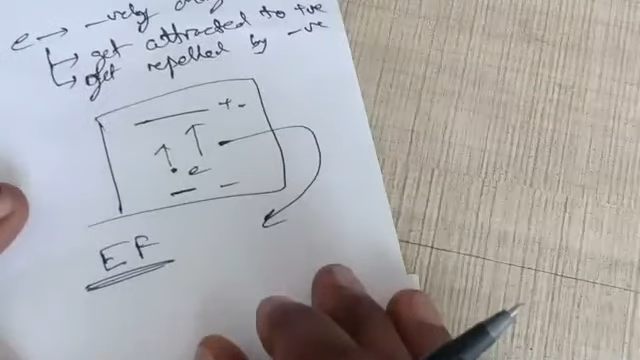 e → -vely
↳ get attracted to +ve
↳ get repelled by -ve
+
e
-
EF